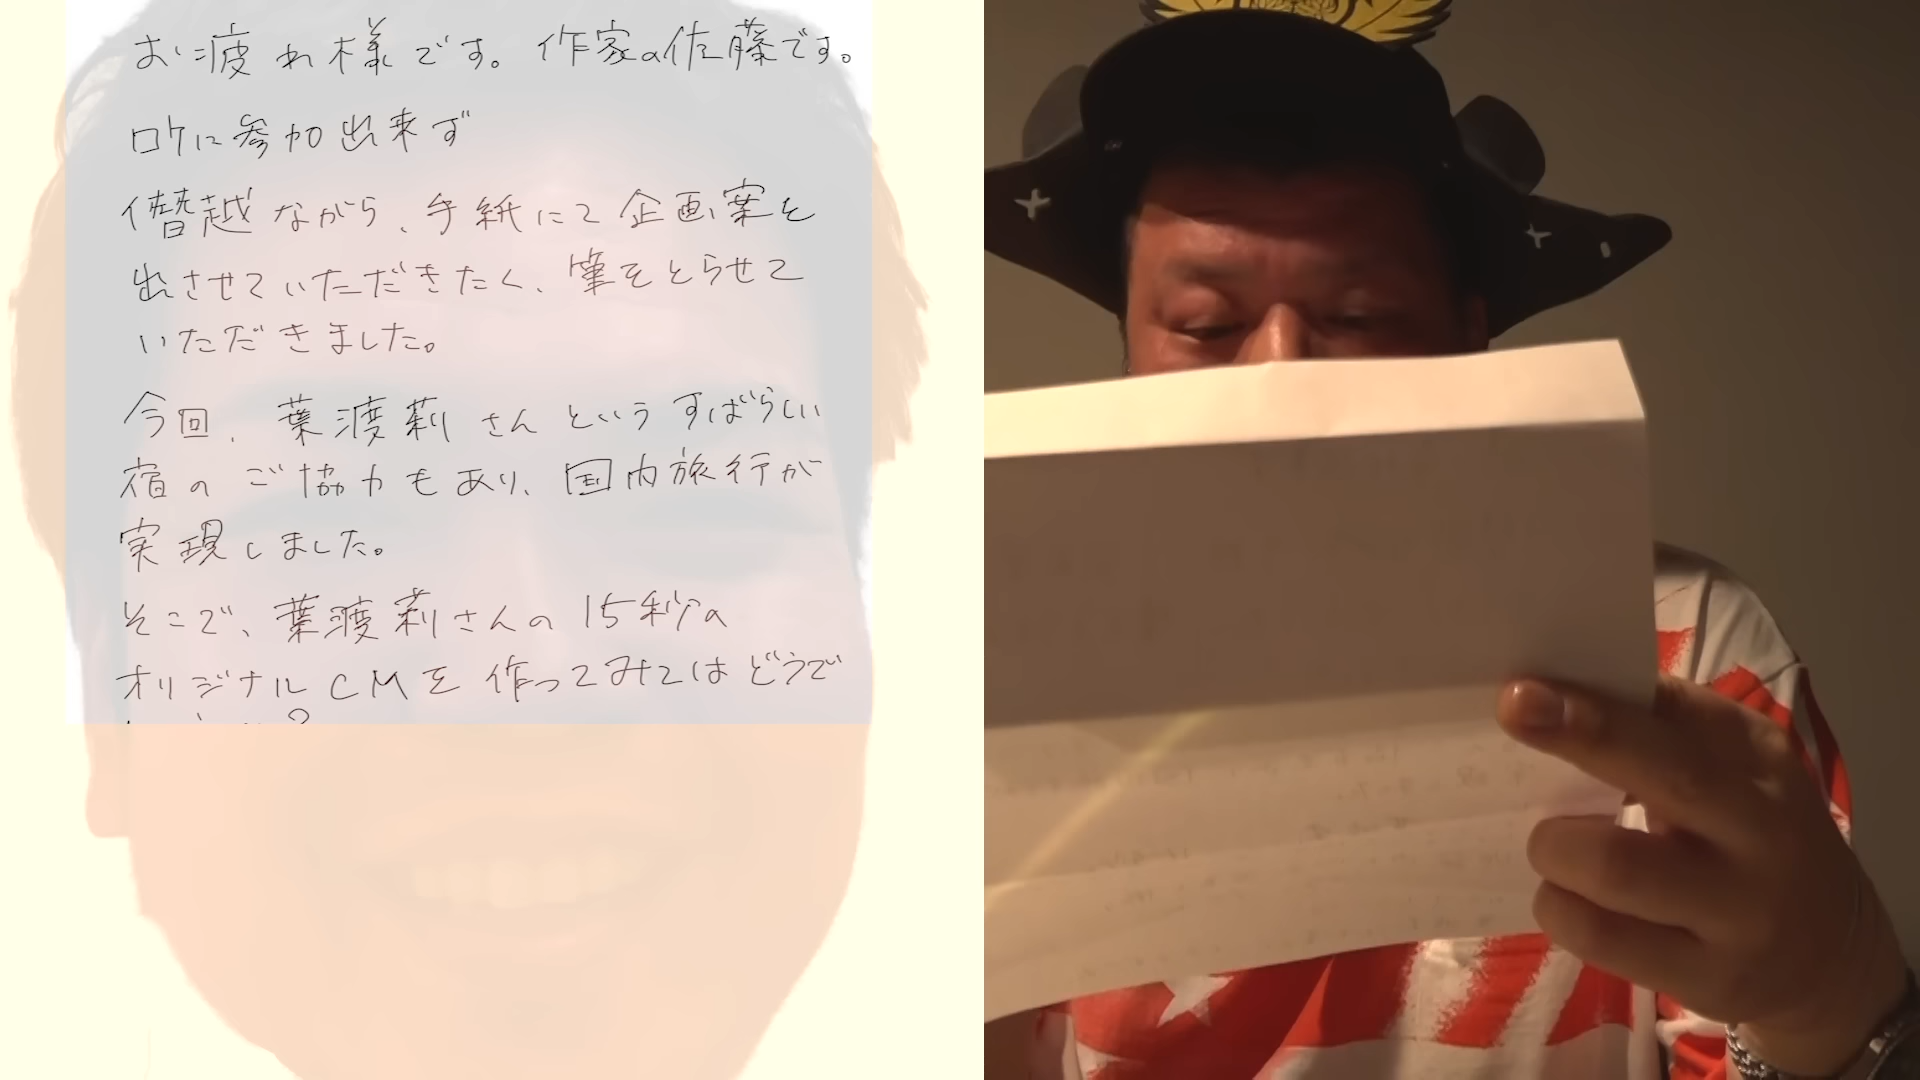 お疲れ様です。作家の佐藤です。
ロケに参加出来ず
僭越ながら、手紙にて企画案を
出させていただきたく、筆をとらせて
いただきました。
今回、葉渡莉さんというすばらしい
宿のご協力もあり、国内旅行が
実現しました。
そこで、葉渡莉さんの15秒の
オリジナルCMを作ってみてはどうで